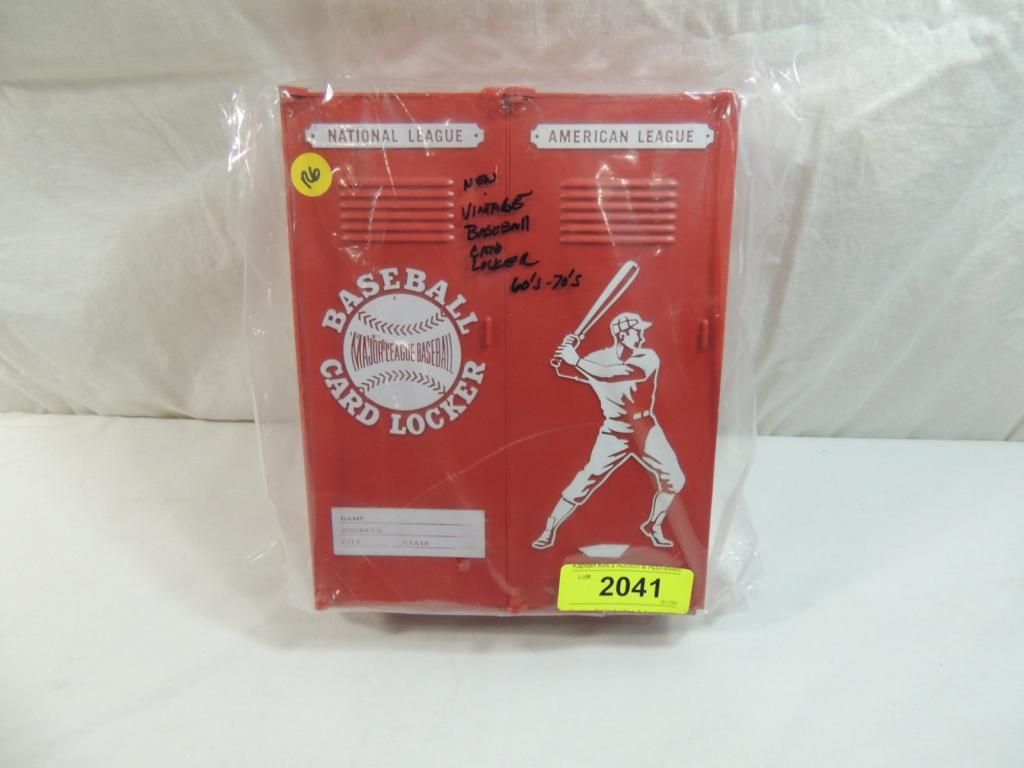 NATIONAL LEAGUE
AMERICAN LEAGUE
NEW
VINTAGE
BASEBALL
CARD
LOCKER
60's-70's
BASEBALL
MAJOR LEAGUE BASEBALL
CARD LOCKER
NAME
ADDRESS
CITY STATE
Lot#:
2041